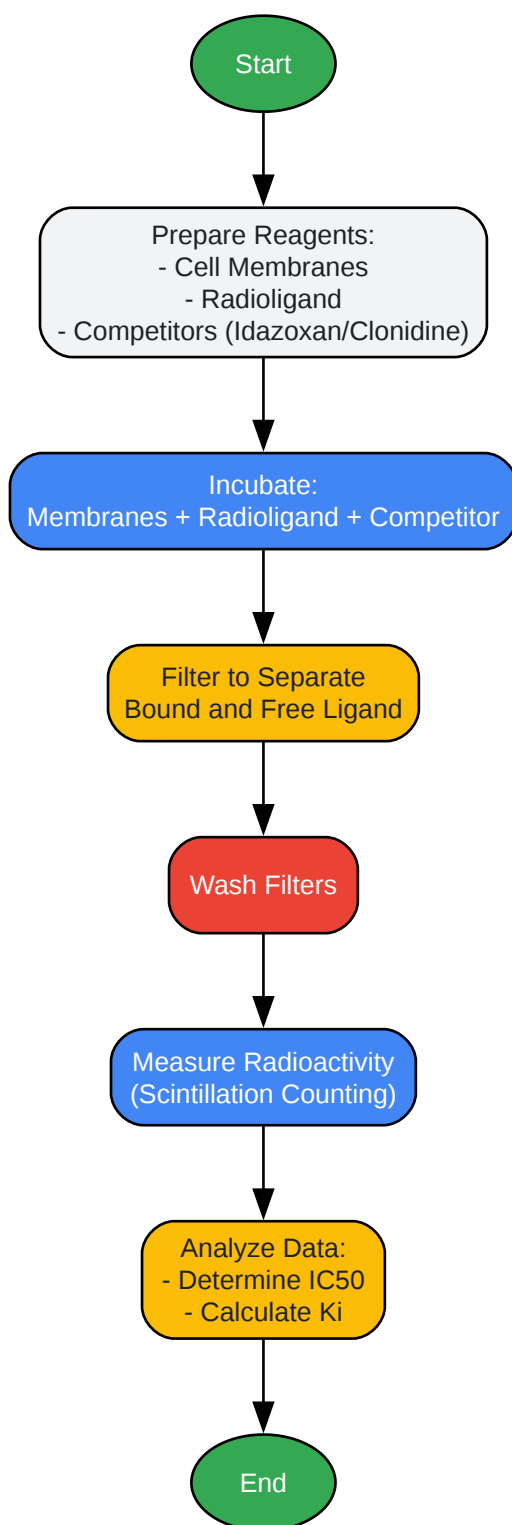 Start
Prepare Reagents:
- Cell Membranes
- Radioligand
- Competitors (Idazoxan/Clonidine)
Incubate:
Membranes + Radioligand + Competitor
Filter to Separate
Bound and Free Ligand
Wash Filters
Measure Radioactivity
(Scintillation Counting)
Analyze Data:
- Determine IC50
- Calculate Ki
End